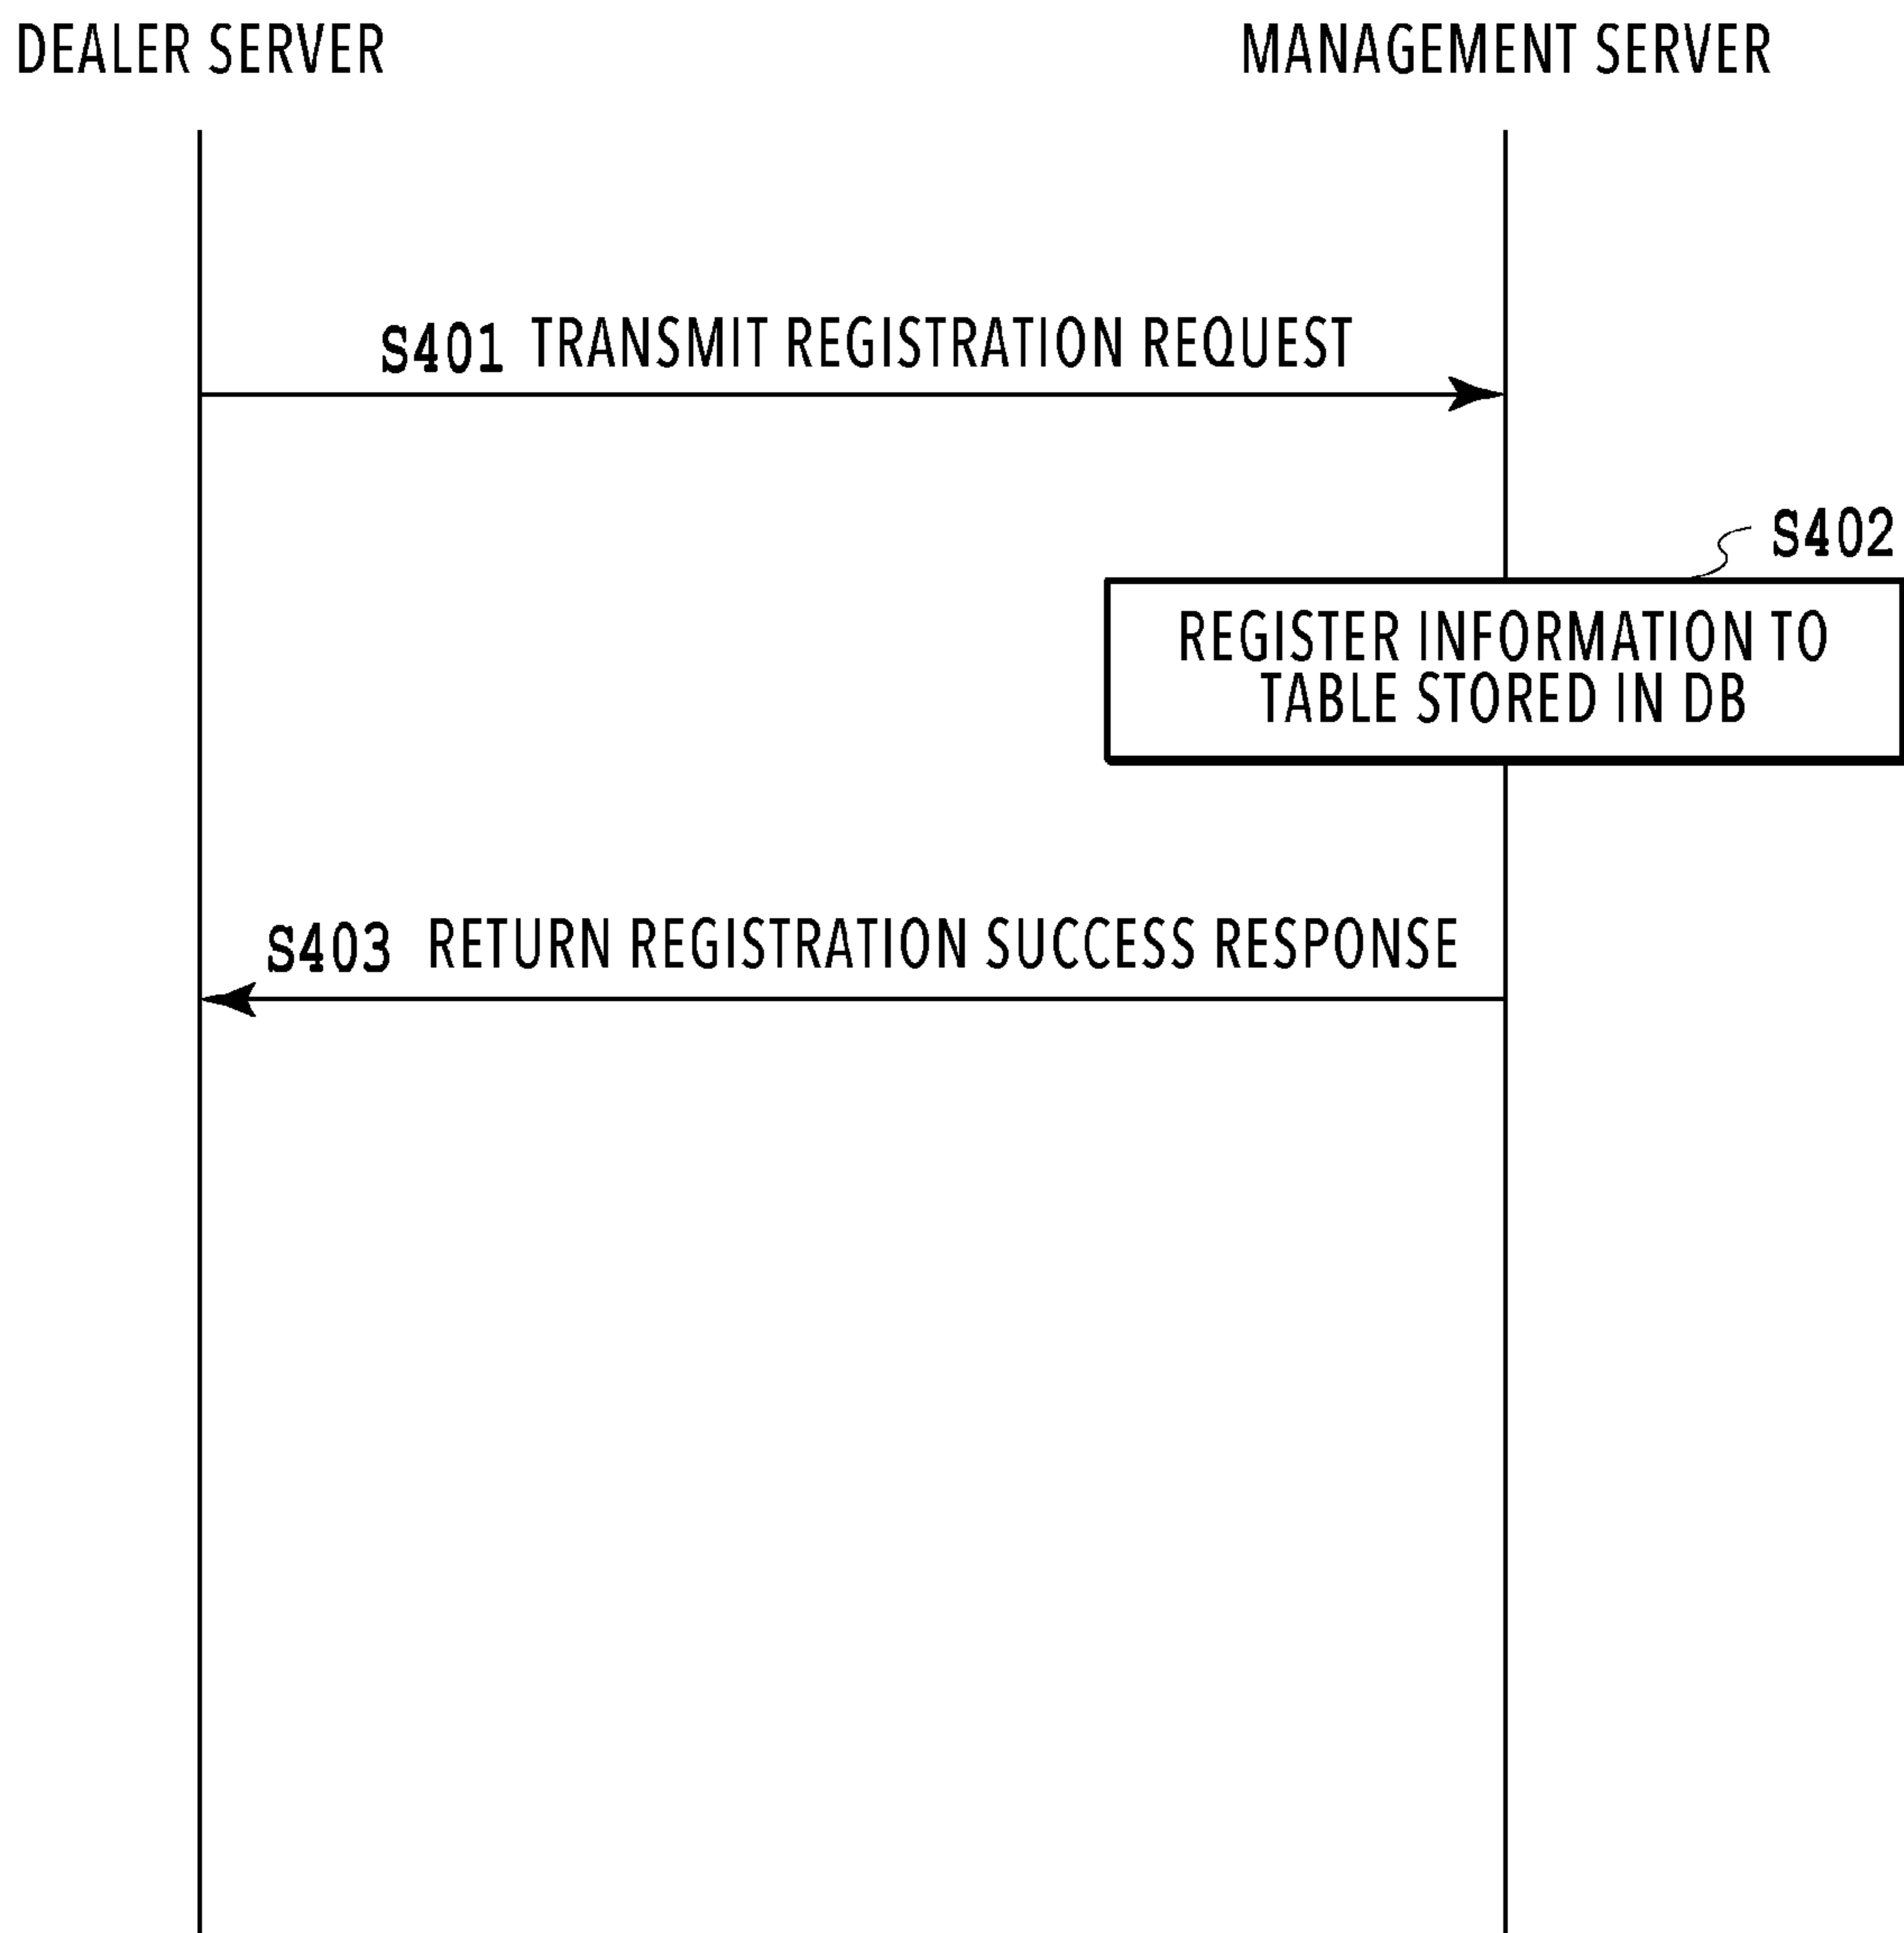 DEALER SERVER
MANAGEMENT SERVER
S401 TRANSMIT REGISTRATION REQUEST
S402
REGISTER INFORMATION TO
TABLE STORED IN DB
S403 RETURN REGISTRATION SUCCESS RESPONSE